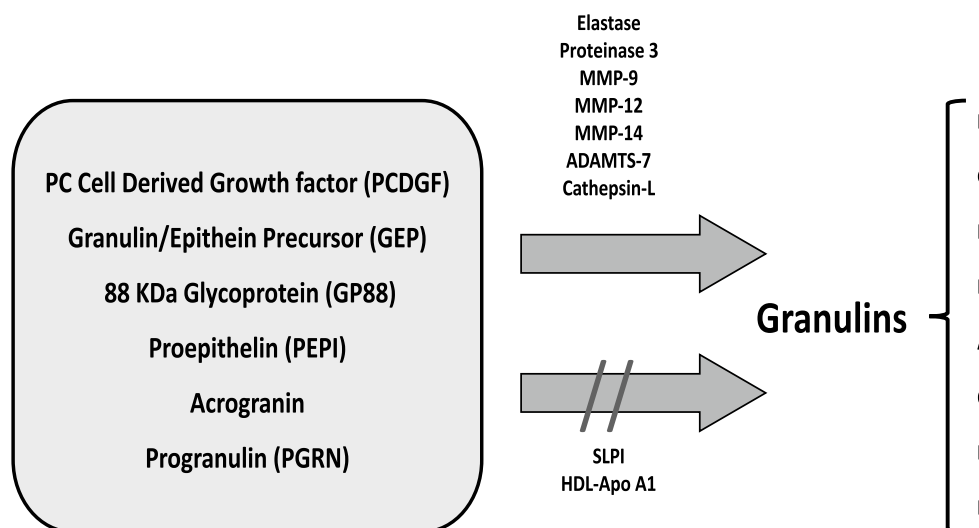 Elastase
Proteinase 3
MMP-9
MMP-12
MMP-14
ADAMTS-7
Cathepsin-L
PC Cell Derived Growth factor (PCDGF)
Granulin/Epithein Precursor (GEP)
88 KDa Glycoprotein (GP88)
Proepithelin (PEPI)
Acrogranin
Progranulin (PGRN)
Granulins
SLPI
HDL-Apo A1